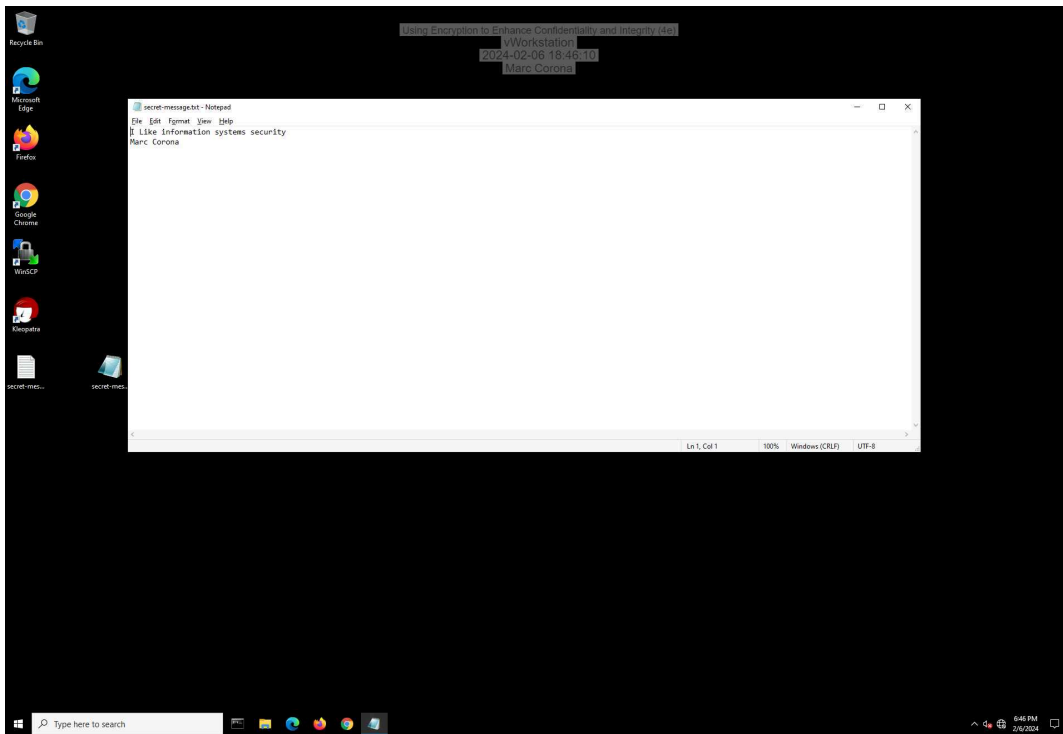 Recycle Bin
Using Encryption to Enhance Confidentiality and Integrity (4e)
vWorkstation
2024-02-06 18:46:10
Marc Corona
Microsoft
Edge
secret-message.txt - Notepad
File Edit Format View Help
I Like information systems security
Marc Corona
Firefox
Google
Chrome
WinSCP
Kleopatra
secret-mes...
secret-mes...
Ln 1, Col 1 100% Windows (CRLF) UTF-8
Type here to search
6:46 PM
2/6/2024